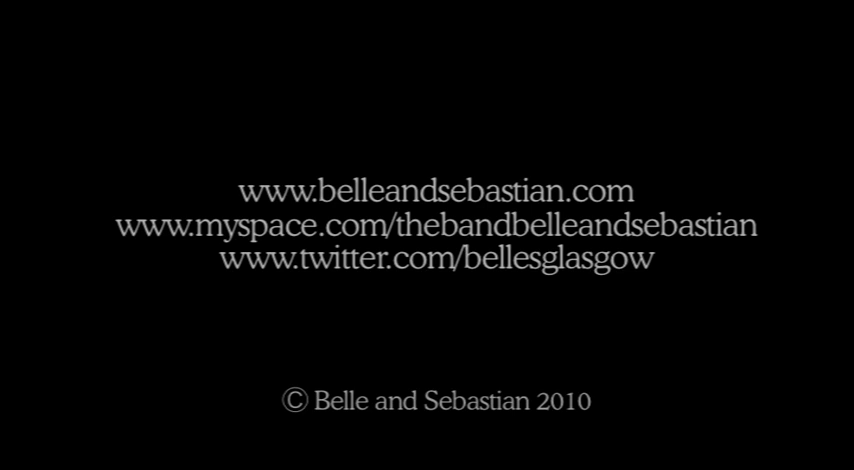 www.belleandsebastian.com
www.myspace.com/thebandbelleandsebastian
www.twitter.com/bellesglasgow
© Belle and Sebastian 2010